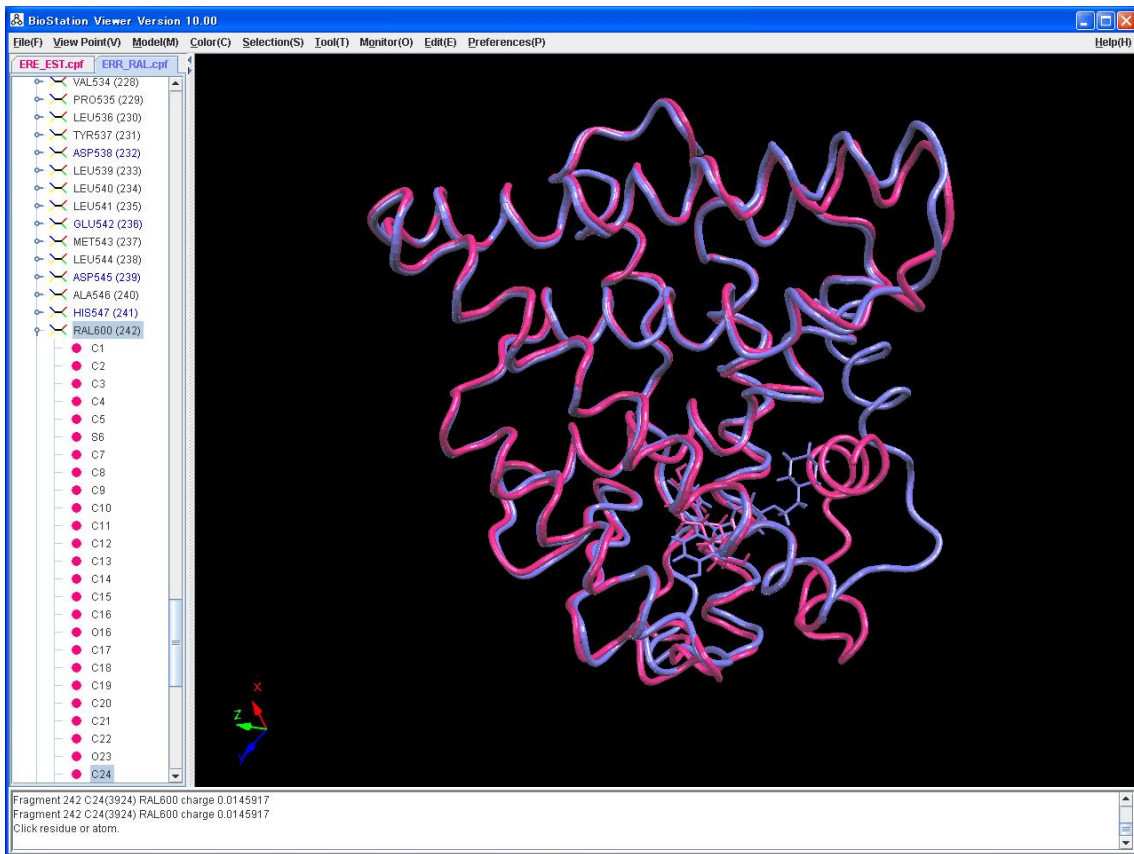 BioStation Viewer Version 10.00
File(F) View Point(V) Model(M) Color(C) Selection(S) Tool(T) Monitor(O) Edit(E) Preferences(P) Help(H)
ERE_EST.cpf ERR_RAL.cpf
VAL534 (228)
PRO535 (229)
LEU536 (230)
TYR537 (231)
ASP538 (232)
LEU539 (233)
LEU540 (234)
LEU541 (235)
GLU542 (236)
MET543 (237)
LEU544 (238)
ASP545 (239)
ALA546 (240)
HIS547 (241)
RAL600 (242)
C1
C2
C3
C4
C5
S6
C7
C8
C9
C10
C11
C12
C13
C14
C15
C16
O16
C17
C18
C19
C20
C21
C22
O23
C24
X
Z
Y
Fragment 242 C24(3924) RAL600 charge 0.0145917
Fragment 242 C24(3924) RAL600 charge 0.0145917
Click residue or atom.